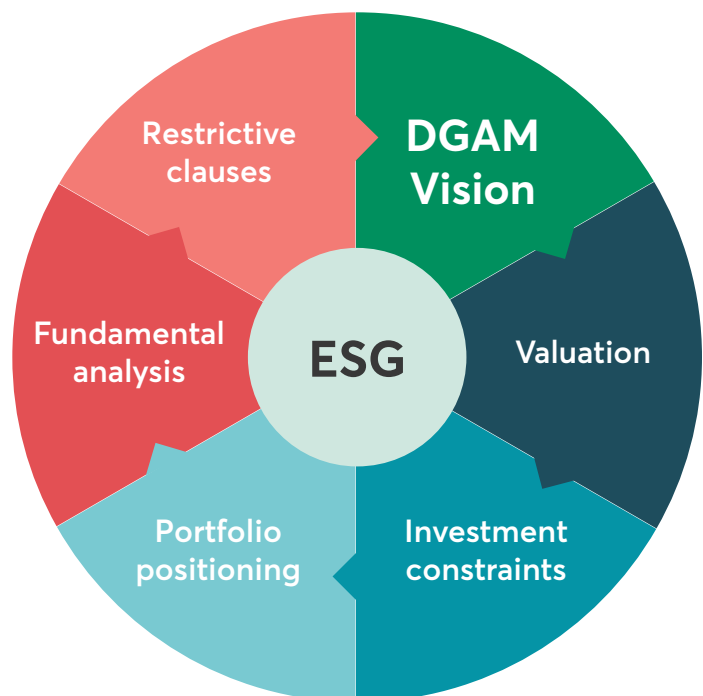 DGAM
Vision
Valuation
Investment
constraints
Portfolio
positioning
Fundamental
analysis
Restrictive
clauses
ESG